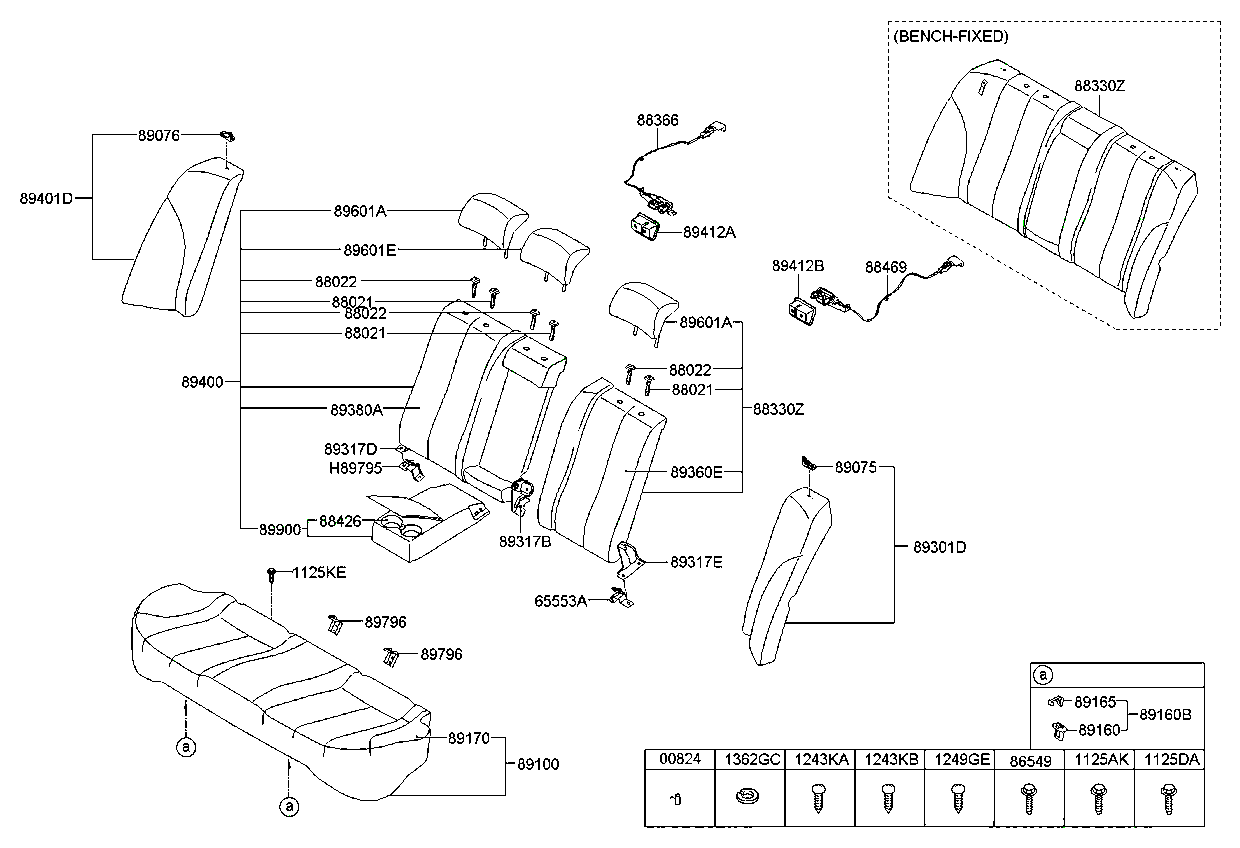 (BENCH-FIXED)
88330Z
88366
89076
89401D
89601A
89412A
89601E
89412B
88469
88022
88021
88022
88021
89601A
88022
88021
89400
89380A
88330Z
89317D
H89795
89360E
89075
88426
89900
89317B
89317E
89301D
1125KE
65553A
89796
89796
a
89165
89160B
89160
89170
89100
a
a
00824
1362GC
1243KA
1243KB
1249GE
86549
1125AK
1125DA